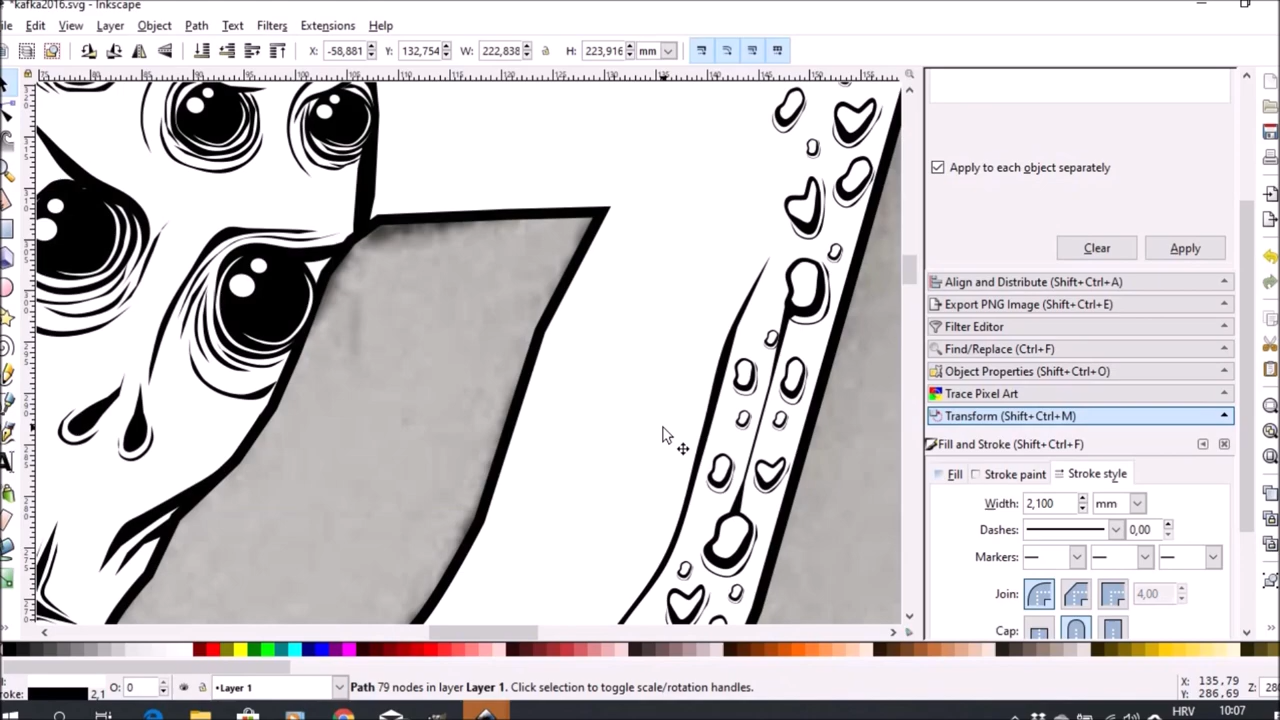 *kafka2016.svg - Inkscape
ile Edit View Layer Object Path Text Filters Extensions Help
X: -58,881 Y: 132,754 W: 222,838 H: 223,916 mm
Apply to each object separately
Clear Apply
Align and Distribute (Shift+Ctrl+A)
Export PNG Image (Shift+Ctrl+E)
Filter Editor
Find/Replace (Ctrl+F)
Object Properties (Shift+Ctrl+O)
Trace Pixel Art
Transform (Shift+Ctrl+M)
Fill and Stroke (Shift+Ctrl+F)
Fill Stroke paint Stroke style
Width: 2,100 mm
Dashes: 0,00
Markers:
Join: 4,00
Cap:
O: 0 •Layer 1 Path 79 nodes in layer Layer 1. Click selection to toggle scale/rotation handles. X: 135,79
roke: 2,1 Y: 286,69 Z: 28
HRV 10:07